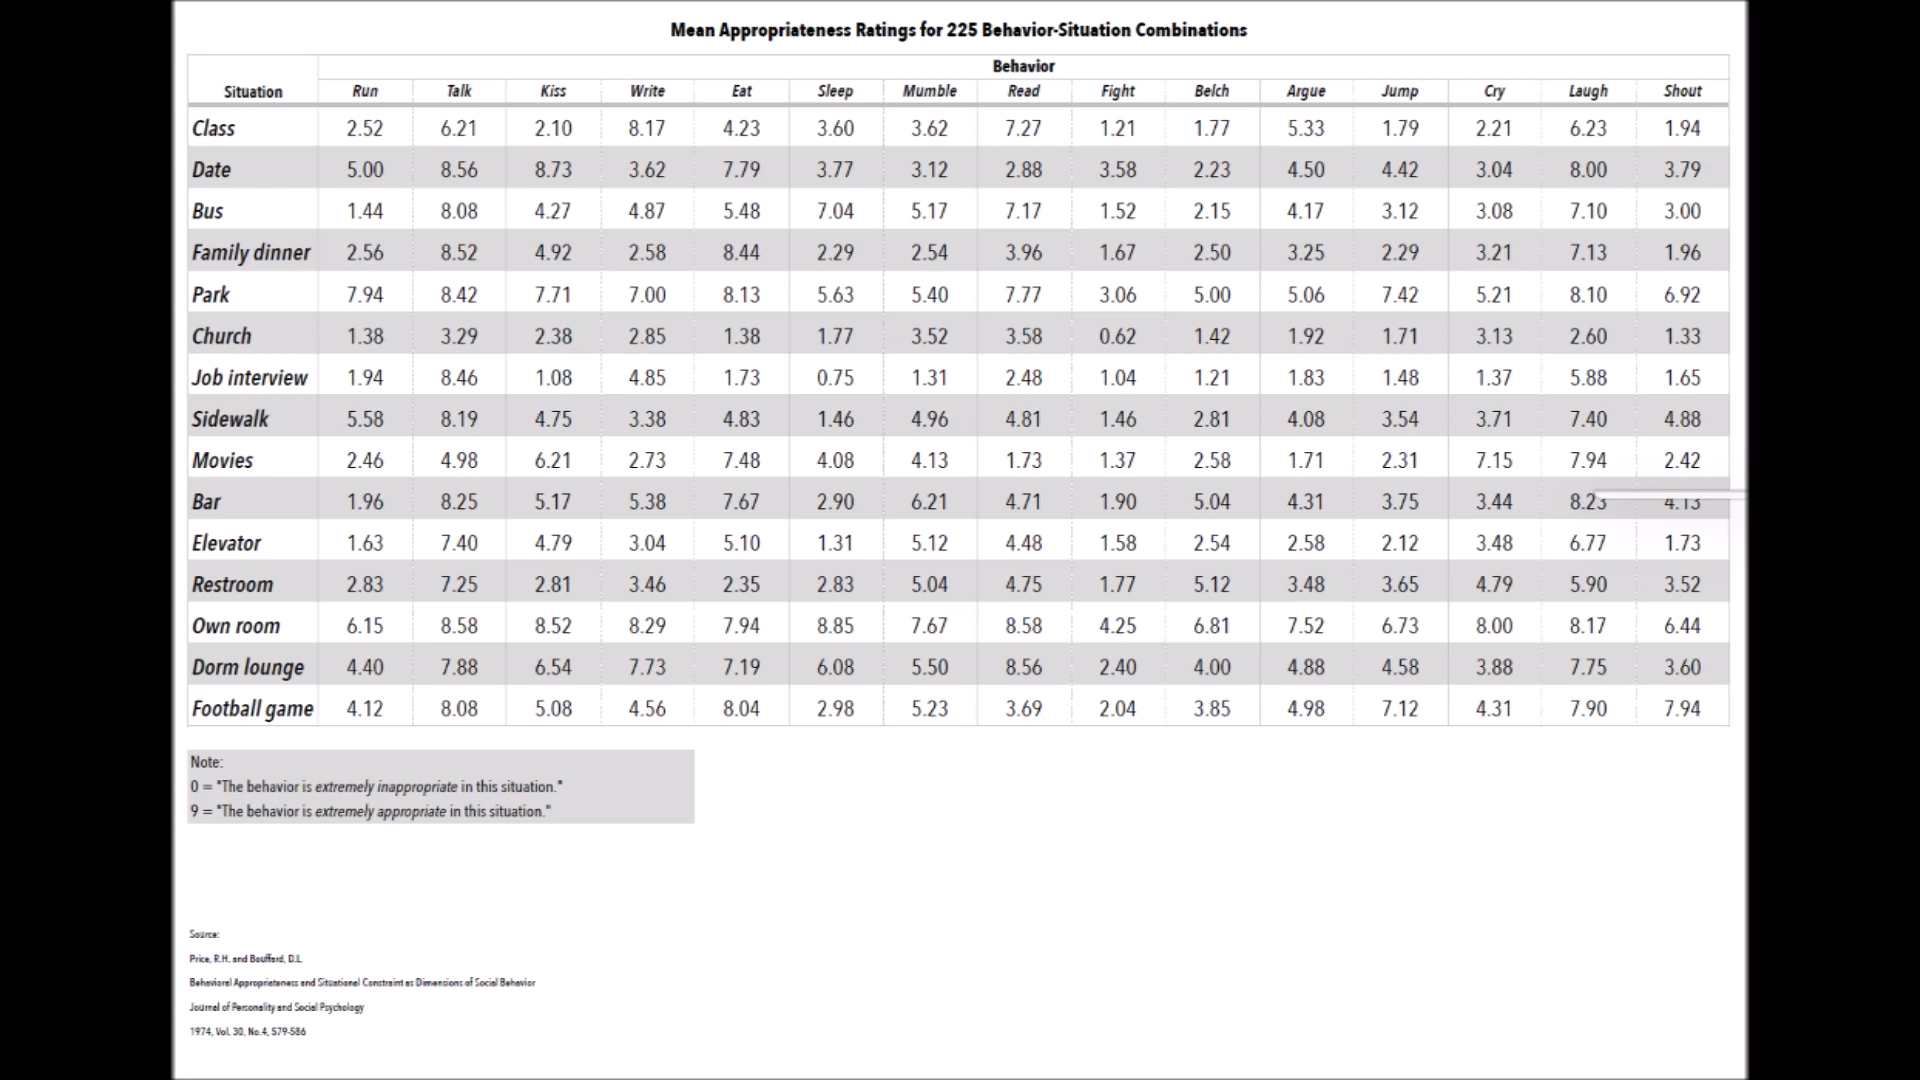 Mean Appropriateness Ratings for 225 Behavior-Situation Combinations
Behavior
Situation Run Talk Kiss Write Eat Sleep Mumble Read Fight Belch Argue Jump Cry Laugh Shout
Class 2.52 6.21 2.10 8.17 4.23 3.60 3.62 7.27 1.21 1.77 5.33 1.79 2.21 6.23 1.94
Date 5.00 8.56 8.73 3.62 7.79 3.77 3.12 2.88 3.58 2.23 4.50 4.42 3.04 8.00 3.79
Bus 1.44 8.08 4.27 4.87 5.48 7.04 5.17 7.17 1.52 2.15 4.17 3.12 3.08 7.10 3.00
Family dinner 2.56 8.52 4.92 2.58 8.44 2.29 2.54 3.96 1.67 2.50 3.25 2.29 3.21 7.13 1.96
Park 7.94 8.42 7.71 7.00 8.13 5.63 5.40 7.77 3.06 5.00 5.06 7.42 5.21 8.10 6.92
Church 1.38 3.29 2.38 2.85 1.38 1.77 3.52 3.58 0.62 1.42 1.92 1.71 3.13 2.60 1.33
Job interview 1.94 8.46 1.08 4.85 1.73 0.75 1.31 2.48 1.04 1.21 1.83 1.48 1.37 5.88 1.65
Sidewalk 5.58 8.19 4.75 3.38 4.83 1.46 4.96 4.81 1.46 2.81 4.08 3.54 3.71 7.40 4.88
Movies 2.46 4.98 6.21 2.73 7.48 4.08 4.13 1.73 1.37 2.58 1.71 2.31 7.15 7.94 2.42
Bar 1.96 8.25 5.17 5.38 7.67 2.90 6.21 4.71 1.90 5.04 4.31 3.75 3.44 8.23 4.13
Elevator 1.63 7.40 4.79 3.04 5.10 1.31 5.12 4.48 1.58 2.54 2.58 2.12 3.48 6.77 1.73
Restroom 2.83 7.25 2.81 3.46 2.35 2.83 5.04 4.75 1.77 5.12 3.48 3.65 4.79 5.90 3.52
Own room 6.15 8.58 8.52 8.29 7.94 8.85 7.67 8.58 4.25 6.81 7.52 6.73 8.00 8.17 6.44
Dorm lounge 4.40 7.88 6.54 7.73 7.19 6.08 5.50 8.56 2.40 4.00 4.88 4.58 3.88 7.75 3.60
Football game 4.12 8.08 5.08 4.56 8.04 2.98 5.23 3.69 2.04 3.85 4.98 7.12 4.31 7.90 7.94
Note:
0 = "The behavior is extremely inappropriate in this situation."
9 = "The behavior is extremely appropriate in this situation."
Source:
Price, R.H. and Bouffard, D.L.
Behavioral Appropriateness and Situational Constraint as Dimensions of Social Behavior
Journal of Personality and Social Psychology
1974, Vol. 30, No.4, 579-586